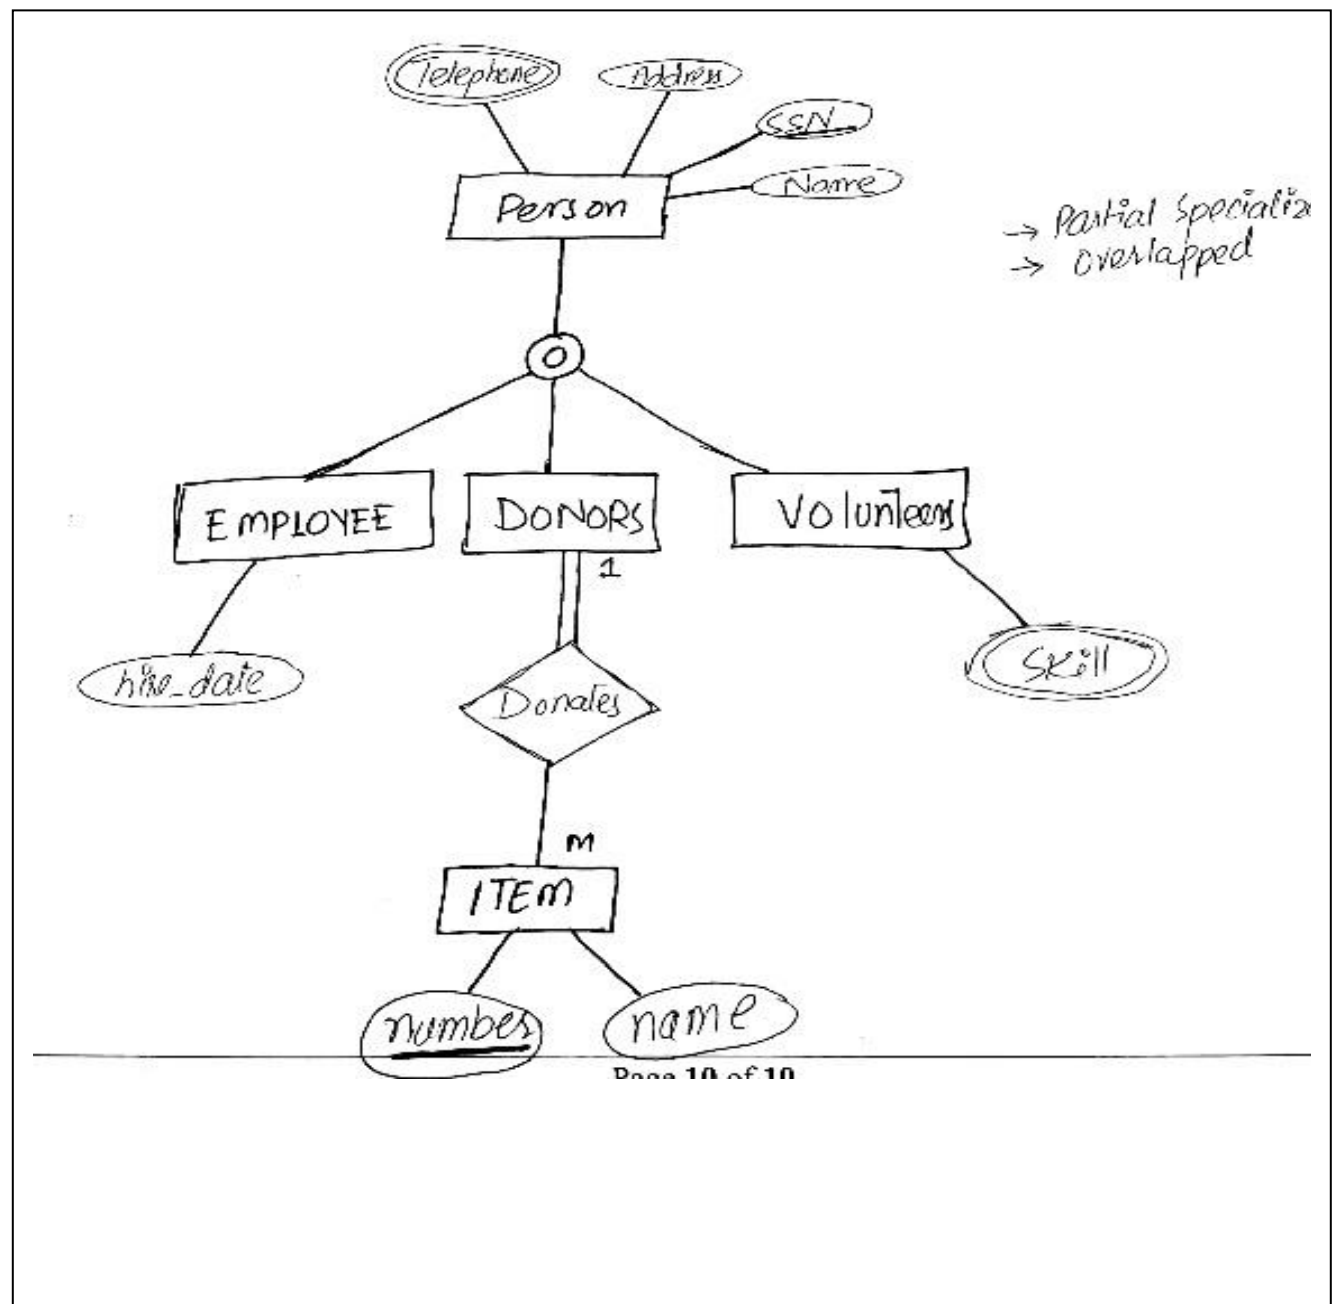 Telephone
Address
SSN
Name
Person
→ Partial Specializ
→ overlapped
O
EMPLOYEE
DONORS
Volunteers
1
hire_date
Skill
Donates
M
ITEM
number
name
Page 10 of 10